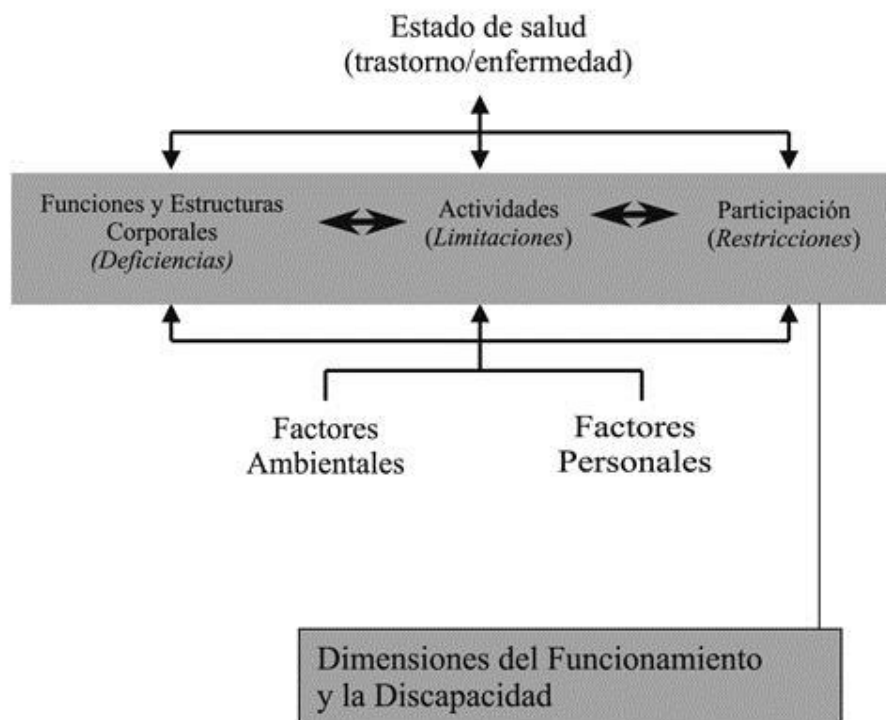 Estado de salud
(trastorno/enfermedad)
Funciones y Estructuras
Corporales
(Deficiencias)
Actividades
(Limitaciones)
Participación
(Restricciones)
Factores
Ambientales
Factores
Personales
Dimensiones del Funcionamiento
y la Discapacidad